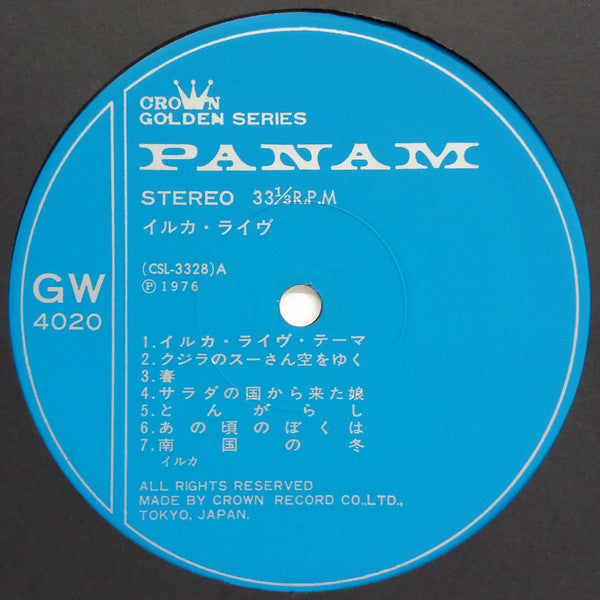 CROWN
GOLDEN SERIES
PANAM
STEREO 33⅓R.P.M
イルカ・ライヴ
(CSL-3328)A
Ⓟ1976
GW
4020
1.イルカ・ライヴ・テーマ
2.クジラのスーさん空をゆく
3.春
4.サラダの国から来た娘
5.とんがらし
6.あの頃のぼくは
7.南国の冬
イルカ
ALL RIGHTS RESERVED
MADE BY CROWN RECORD CO.,LTD.,
TOKYO, JAPAN.